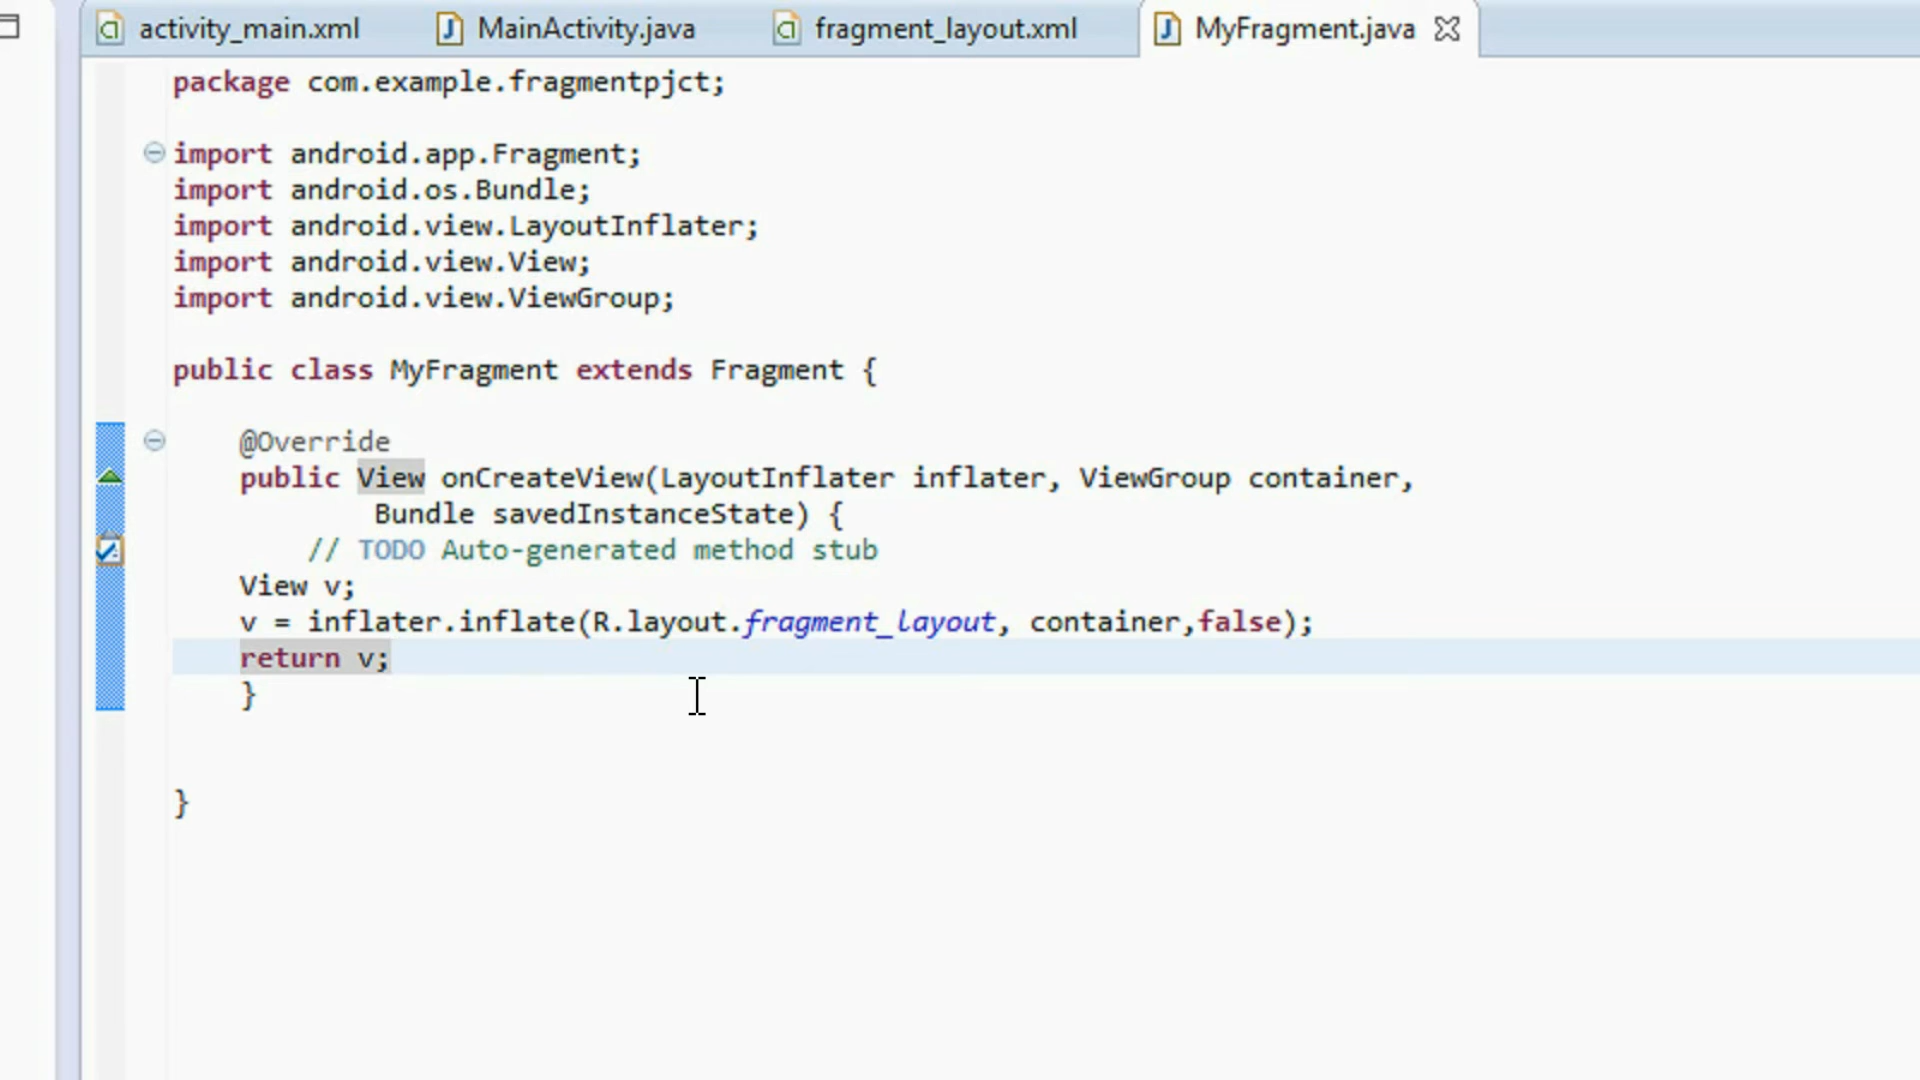 activity_main.xml MainActivity.java fragment_layout.xml MyFragment.java
package com.example.fragmentpjct;
import android.app.Fragment;
import android.os.Bundle;
import android.view.LayoutInflater;
import android.view.View;
import android.view.ViewGroup;
public class MyFragment extends Fragment {
@Override
public View onCreateView(LayoutInflater inflater, ViewGroup container,
Bundle savedInstanceState) {
// TODO Auto-generated method stub
View v;
v = inflater.inflate(R.layout.fragment_layout, container,false);
return v;
}
}